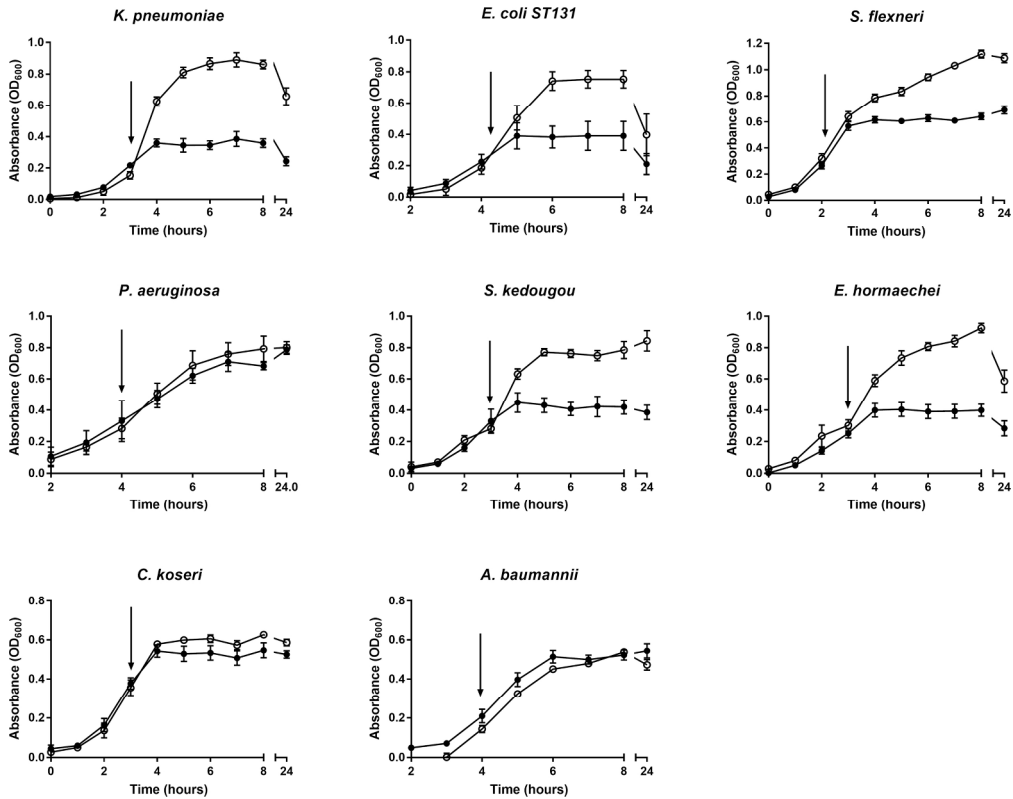 K. pneumoniae
Absorbance (OD600)
1.0
0.8
0.6
0.4
0.2
0.0
0 2 4 6 8 24
Time (hours)
E. coli ST131
Absorbance (OD600)
1.0
0.8
0.6
0.4
0.2
0.0
2 4 6 8 24
Time (hours)
S. flexneri
Absorbance (OD600)
1.2
1.0
0.8
0.6
0.4
0.2
0.0
0 2 4 6 8 24
Time (hours)
P. aeruginosa
Absorbance (OD600)
1.0
0.8
0.6
0.4
0.2
0.0
2 4 6 8 24.0
Time (hours)
S. kedougou
Absorbance (OD600)
1.0
0.8
0.6
0.4
0.2
0.0
0 2 4 6 8 24
Time (hours)
E. hormaechei
Absorbance (OD600)
1.0
0.8
0.6
0.4
0.2
0.0
0 2 4 6 8 24
Time (hours)
C. koseri
Absorbance (OD600)
0.8
0.6
0.4
0.2
0.0
0 2 4 6 8 24
Time (hours)
A. baumannii
Absorbance (OD600)
0.8
0.6
0.4
0.2
0.0
2 4 6 8 24
Time (hours)